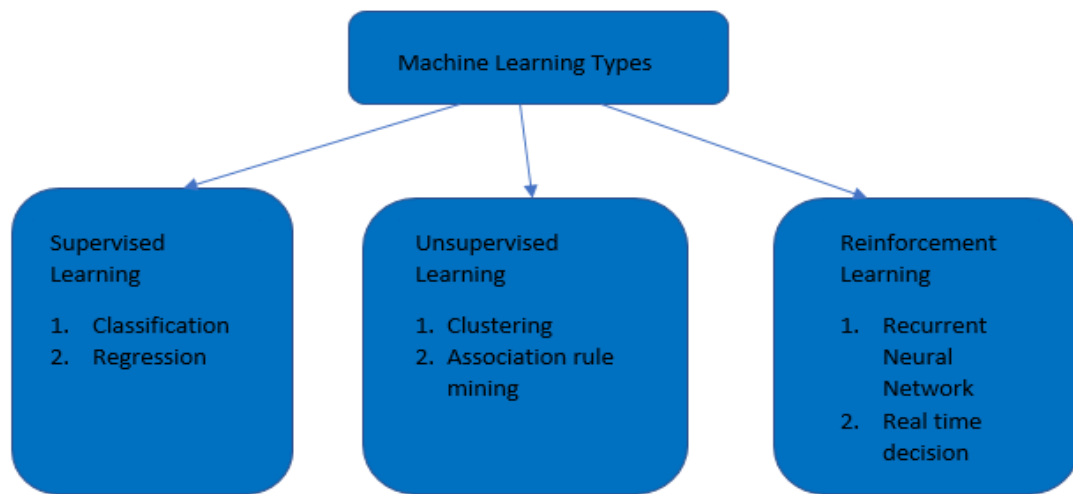 Machine Learning Types
Supervised
Learning
1. Classification
2. Regression
Unsupervised
Learning
1. Clustering
2. Association rule
mining
Reinforcement
Learning
1. Recurrent
Neural
Network
2. Real time
decision